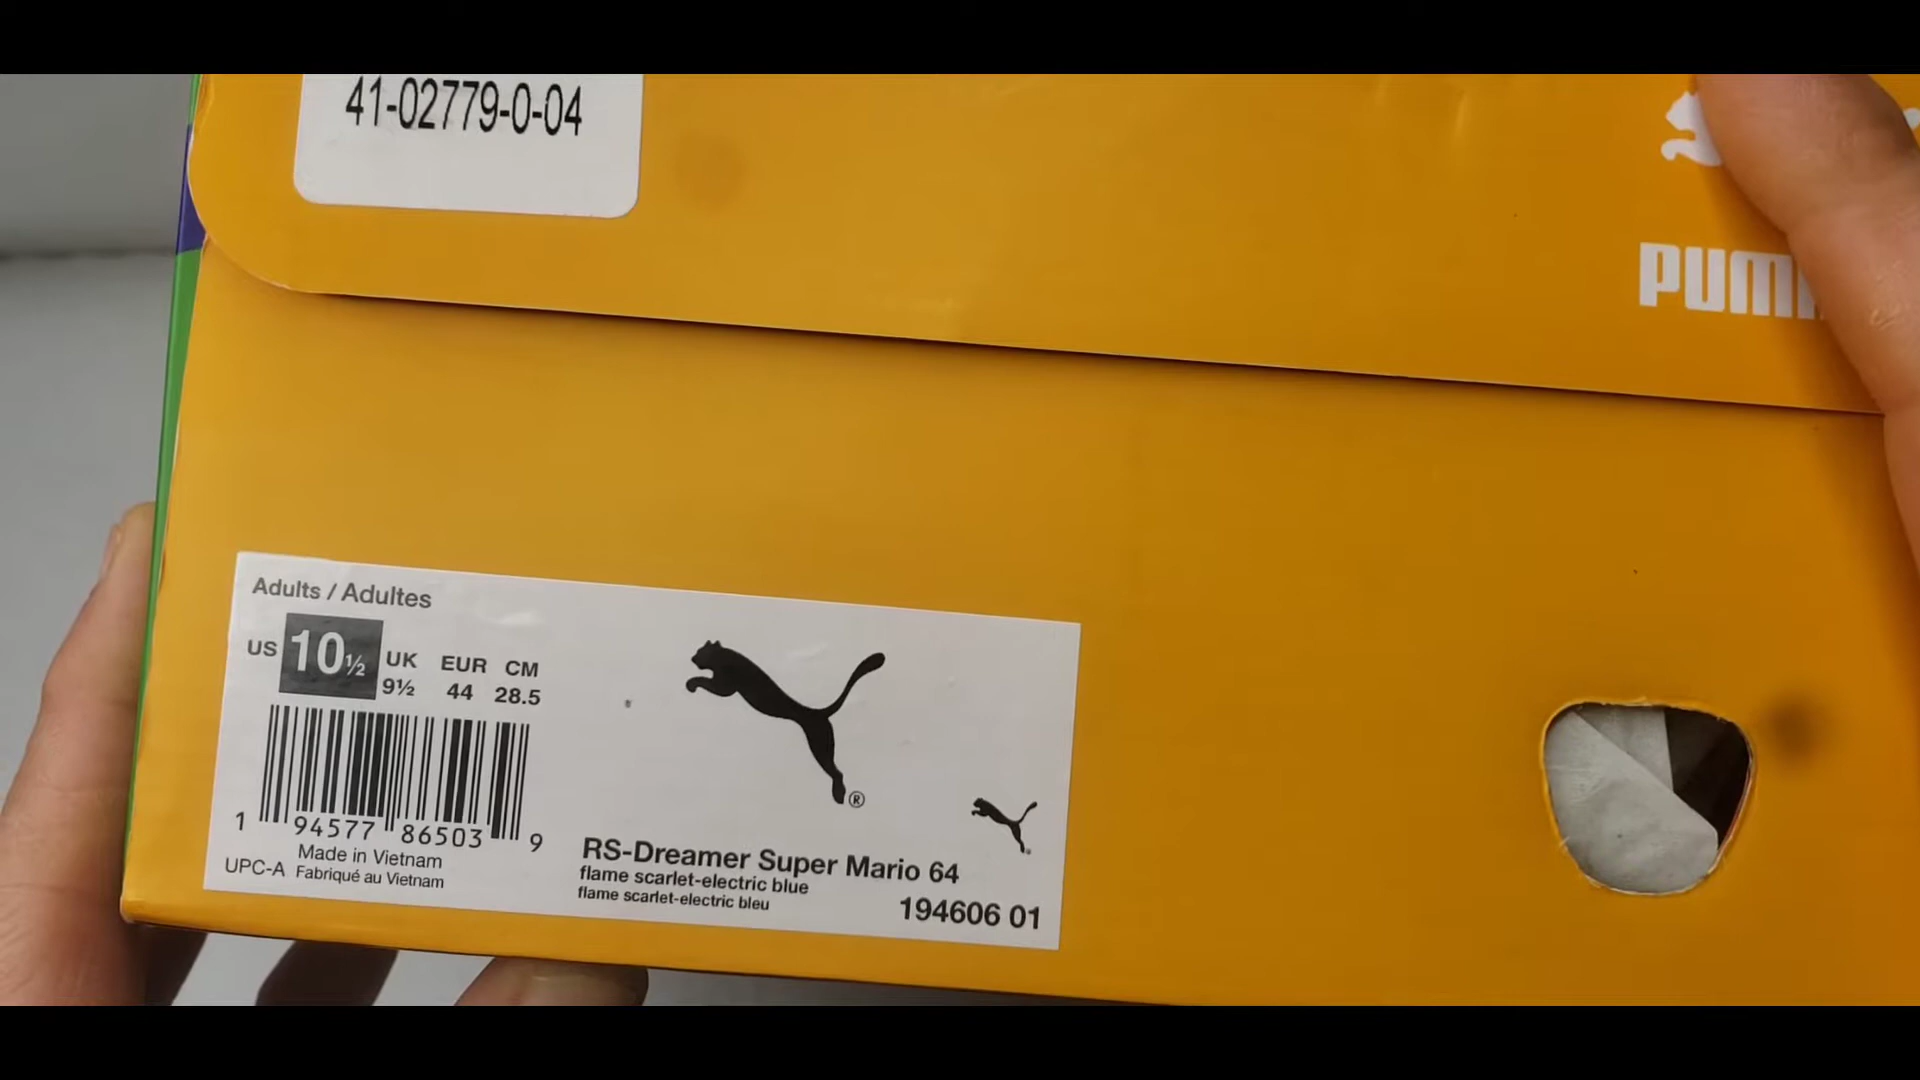 41-02779-0-04
PUM
Adults / Adultes
US 10½ UK EUR CM
9½ 44 28.5
1 94577 86503 9
UPC-A Made in Vietnam
Fabriqué au Vietnam
®
RS-Dreamer Super Mario 64
flame scarlet-electric blue
flame scarlet-electric bleu
194606 01